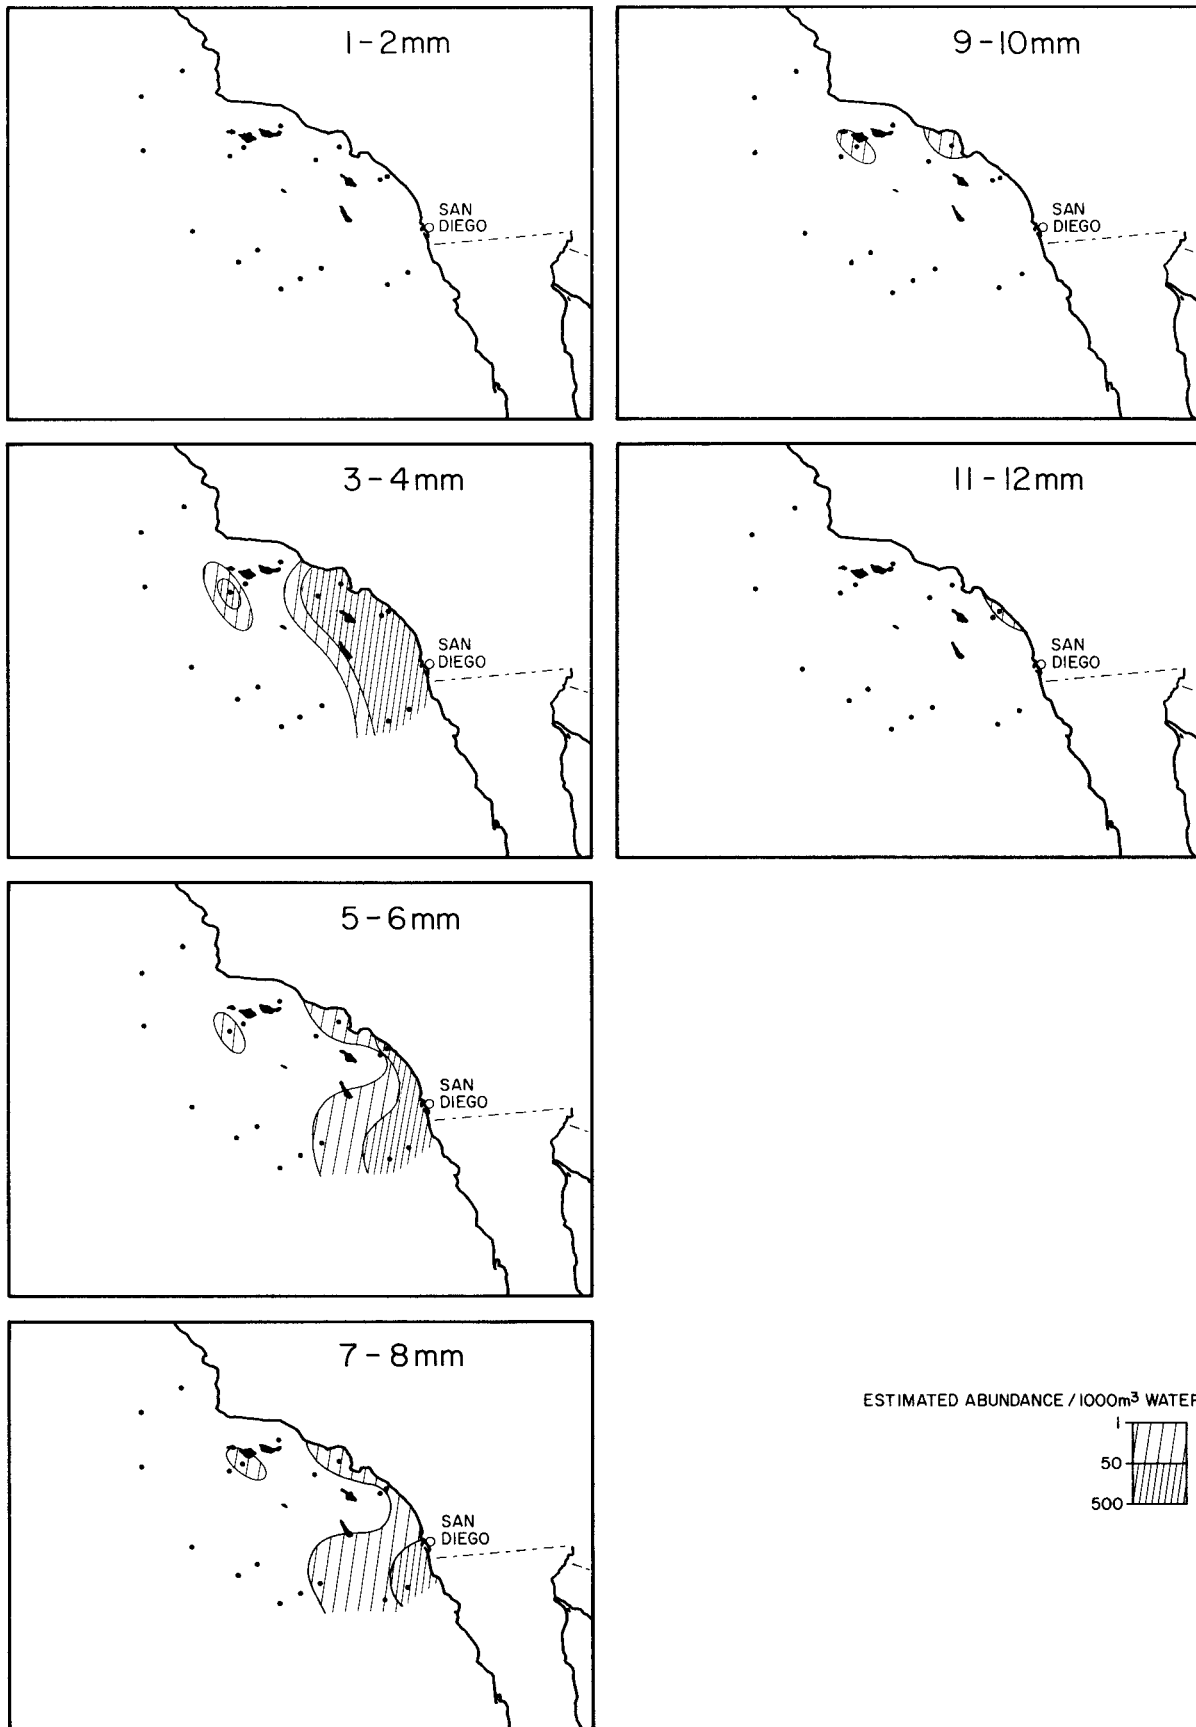 1-2mm
SAN
DIEGO
3-4mm
SAN
DIEGO
5-6mm
SAN
DIEGO
7-8mm
SAN
DIEGO
9-10mm
SAN
DIEGO
11-12mm
SAN
DIEGO
ESTIMATED ABUNDANCE/1000m³ WATER
1
50
500